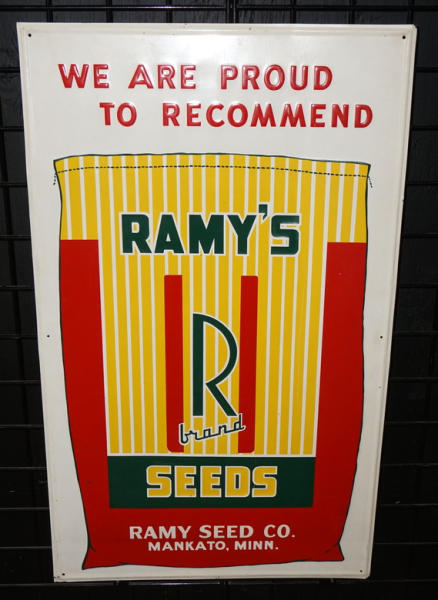 WE ARE PROUD
TO RECOMMEND
RAMY'S
R
brand
SEEDS
RAMY SEED CO.
MANKATO, MINN.